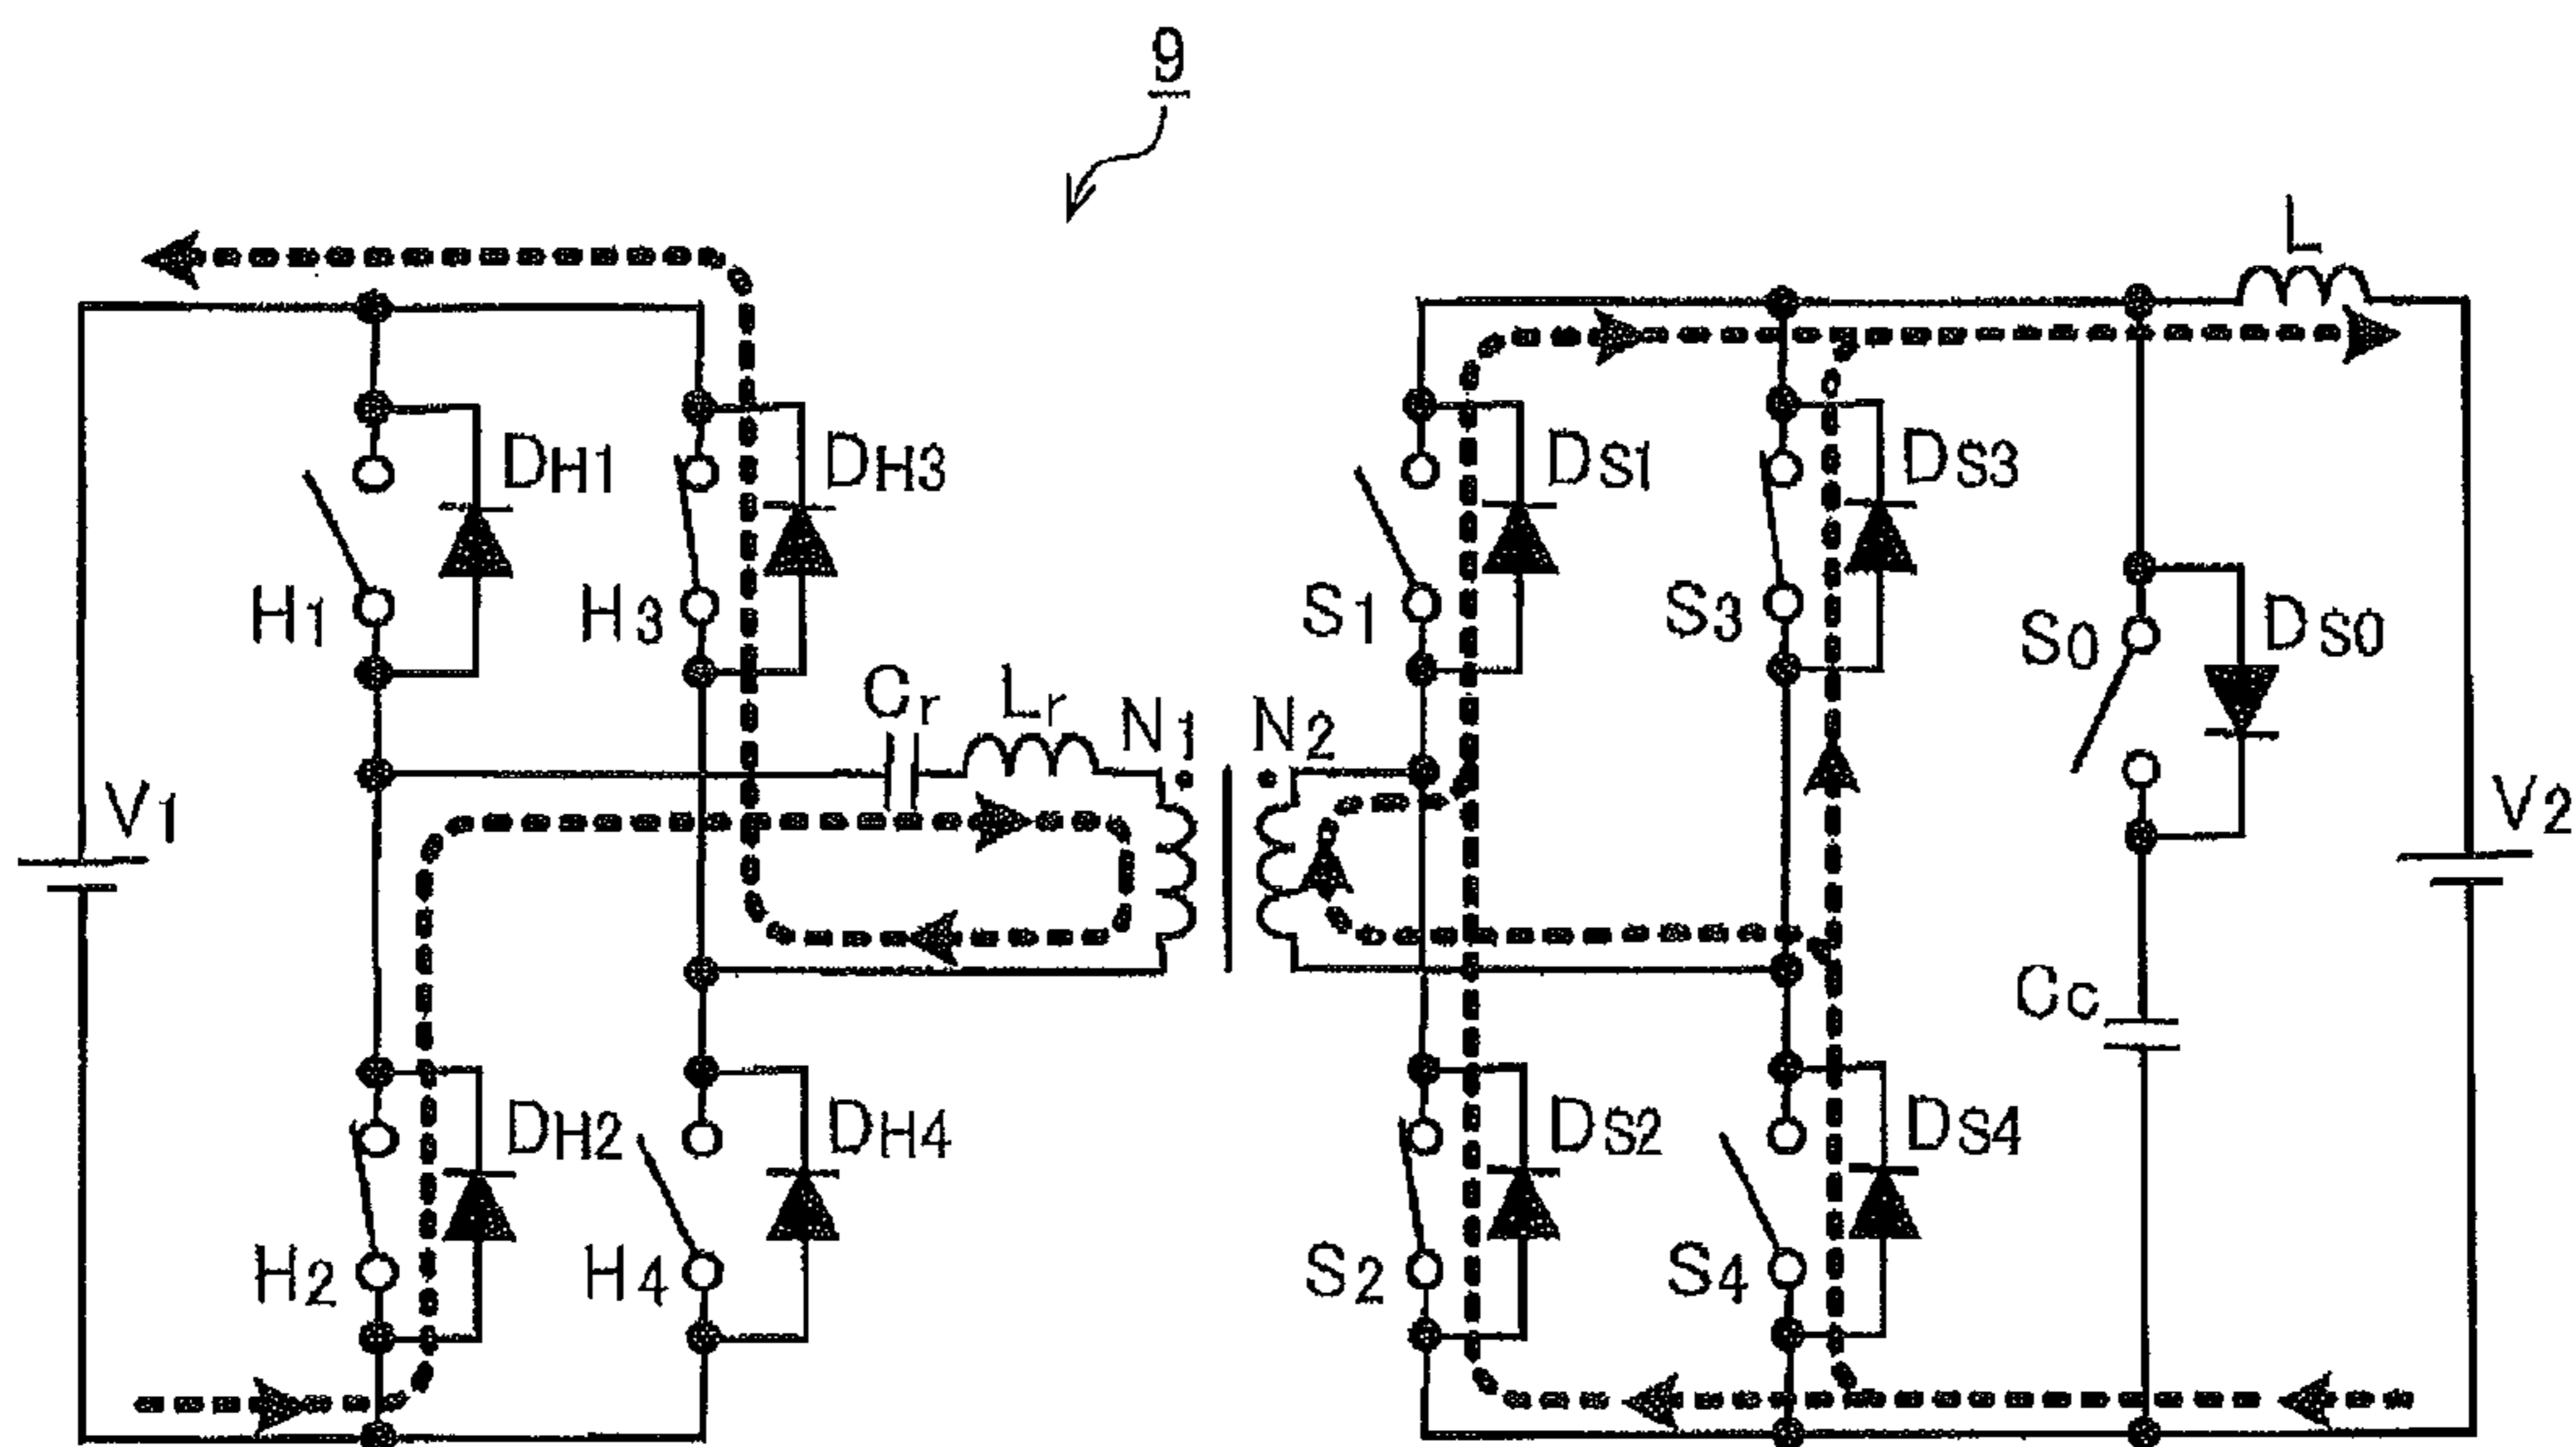 9
L
DH1
DH3
DS1
DS3
H1
H3
S1
S3
S0
DS0
Cr
Lr
N1
N2
V1
V2
Cc
DH2
DH4
DS2
DS4
H2
H4
S2
S4